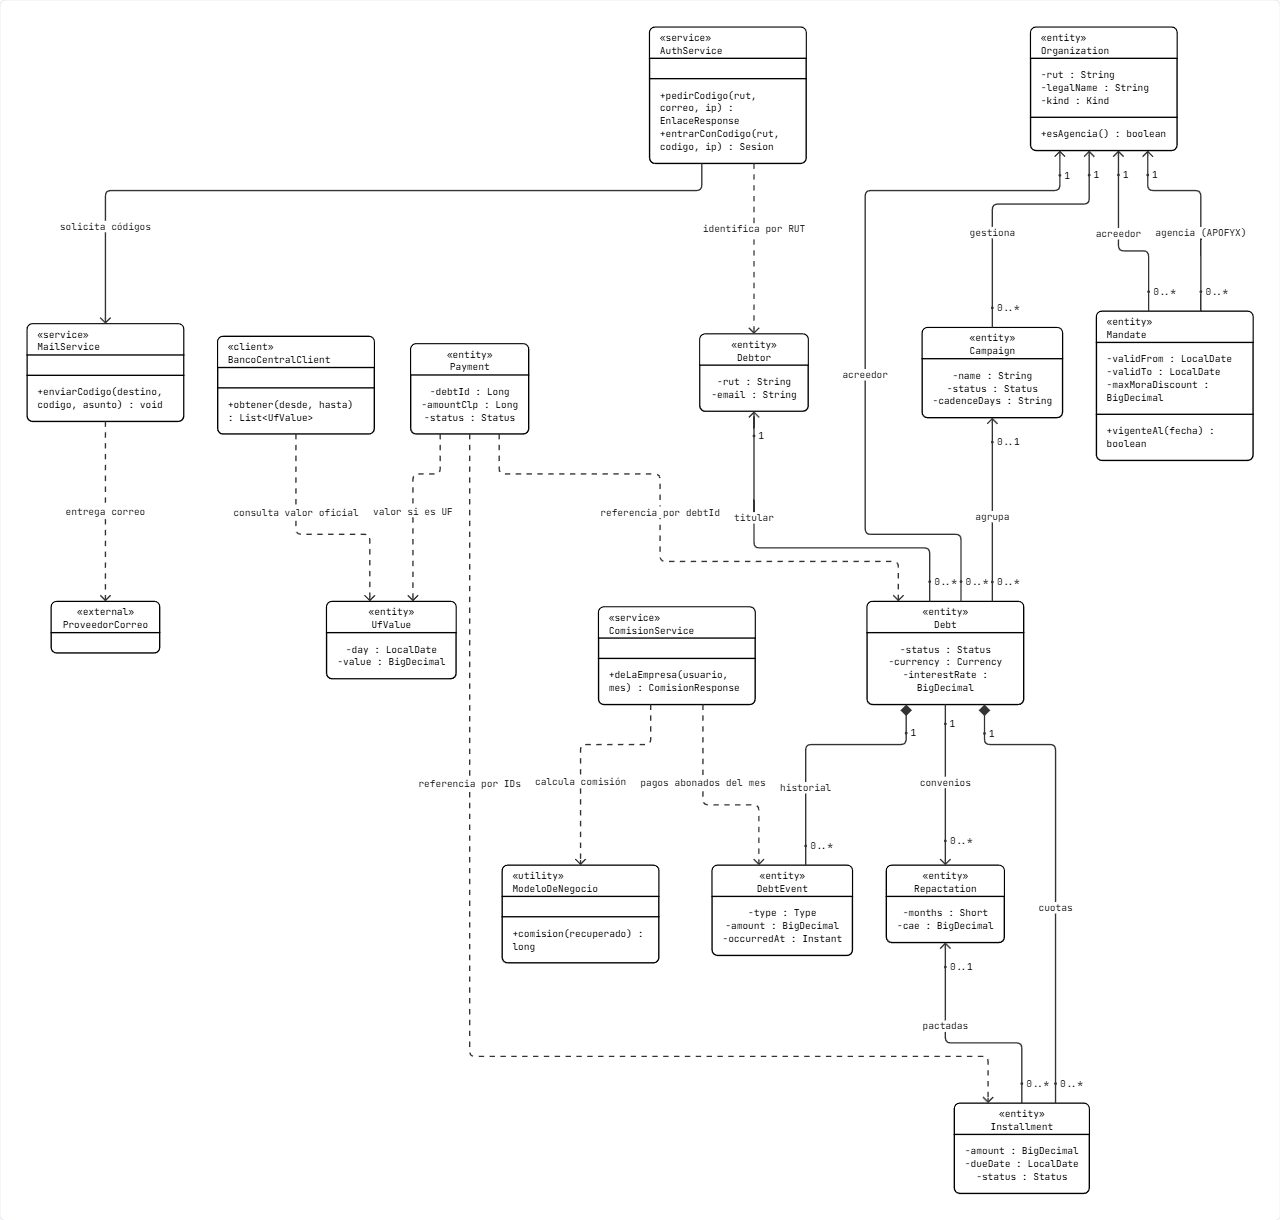 «service»
AuthService
+pedirCodigo(rut,
correo, ip) :
EnlaceResponse
+entrarConCodigo(rut,
codigo, ip) : Sesion
«entity»
Organization
-rut : String
-legalName : String
-kind : Kind
+esAgencia() : boolean
1
1
1
1
solicita códigos
identifica por RUT
gestiona
acreedor
agencia (APOFYX)
0..*
0..*
0..*
«service»
MailService
+enviarCodigo(destino,
codigo, asunto) : void
«client»
BancoCentralClient
+obtener(desde, hasta)
: List<UfValue>
«entity»
Payment
-debtId : Long
-amountClp : Long
-status : Status
«entity»
Debtor
-rut : String
-email : String
acreedor
«entity»
Campaign
-name : String
-status : Status
-cadenceDays : String
«entity»
Mandate
-validFrom : LocalDate
-validTo : LocalDate
-maxMoraDiscount :
BigDecimal
+vigenteAl(fecha) :
boolean
1
0..1
entrega correo
consulta valor oficial
valor si es UF
referencia por debtId
titular
agrupa
0..*
0..*
0..*
«external»
ProveedorCorreo
«entity»
UfValue
-day : LocalDate
-value : BigDecimal
«service»
ComisionService
+deLaEmpresa(usuario,
mes) : ComisionResponse
«entity»
Debt
-status : Status
-currency : Currency
-interestRate :
BigDecimal
1
1
1
referencia por IDs
calcula comisión
pagos abonados del mes
historial
convenios
0..*
0..*
«utility»
ModeloDeNegocio
+comision(recuperado) :
long
«entity»
DebtEvent
-type : Type
-amount : BigDecimal
-occurredAt : Instant
«entity»
Repactation
-months : Short
-cae : BigDecimal
cuotas
0..1
pactadas
0..*
0..*
«entity»
Installment
-amount : BigDecimal
-dueDate : LocalDate
-status : Status